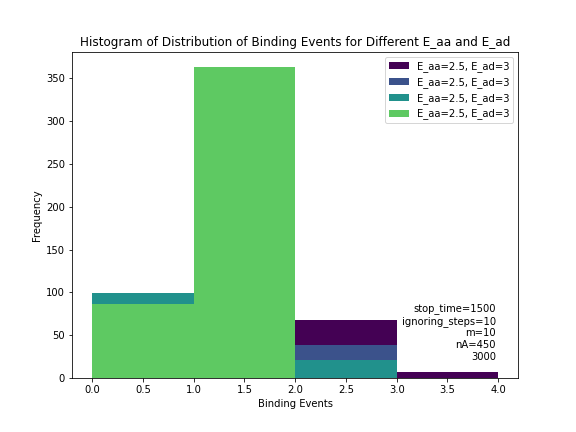 Histogram of Distribution of Binding Events for Different E_aa and E_ad
E_aa=2.5, E_ad=3
E_aa=2.5, E_ad=3
E_aa=2.5, E_ad=3
E_aa=2.5, E_ad=3
350
300
250
200
150
100
50
0
Frequency
stop_time=1500
ignoring_steps=10
m=10
nA=450
3000
0.0 0.5 1.0 1.5 2.0 2.5 3.0 3.5 4.0
Binding Events